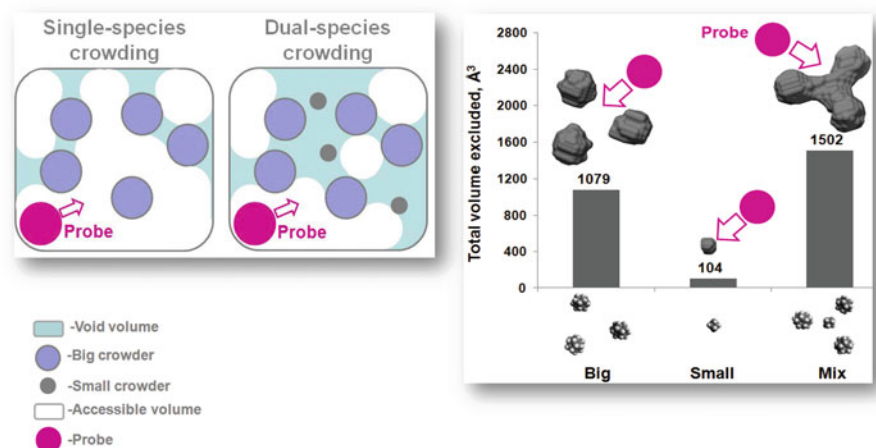 Single-species
crowding
Dual-species
crowding
Probe
Probe
-Void volume
-Big crowder
-Small crowder
-Accessible volume
-Probe
Total volume excluded, Å3
2800
2400
2000
1600
1200
800
400
0
Probe
1079
104
1502
Big
Small
Mix